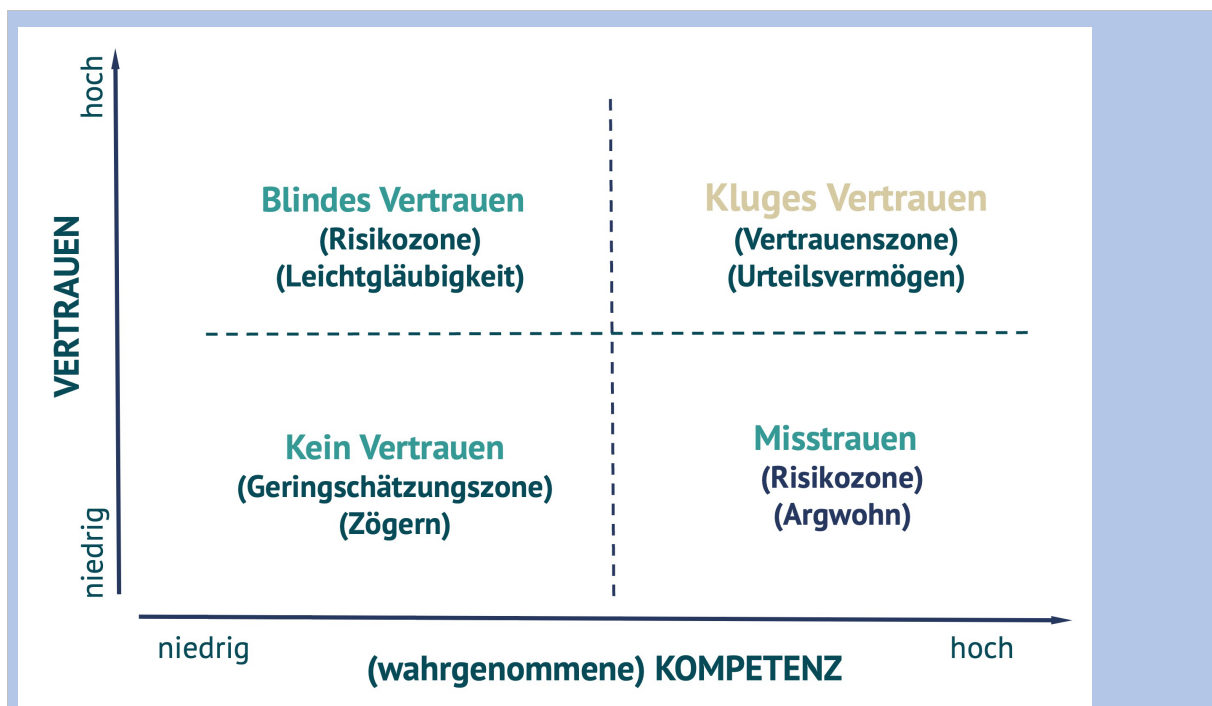 hoch
VERTRAUEN
niedrig
Blindes Vertrauen
(Risikozone)
(Leichtgläubigkeit)
Kluges Vertrauen
(Vertrauenszone)
(Urteilsvermögen)
Kein Vertrauen
(Geringschätzungszone)
(Zögern)
Misstrauen
(Risikozone)
(Argwohn)
niedrig
(wahrgenommene) KOMPETENZ
hoch